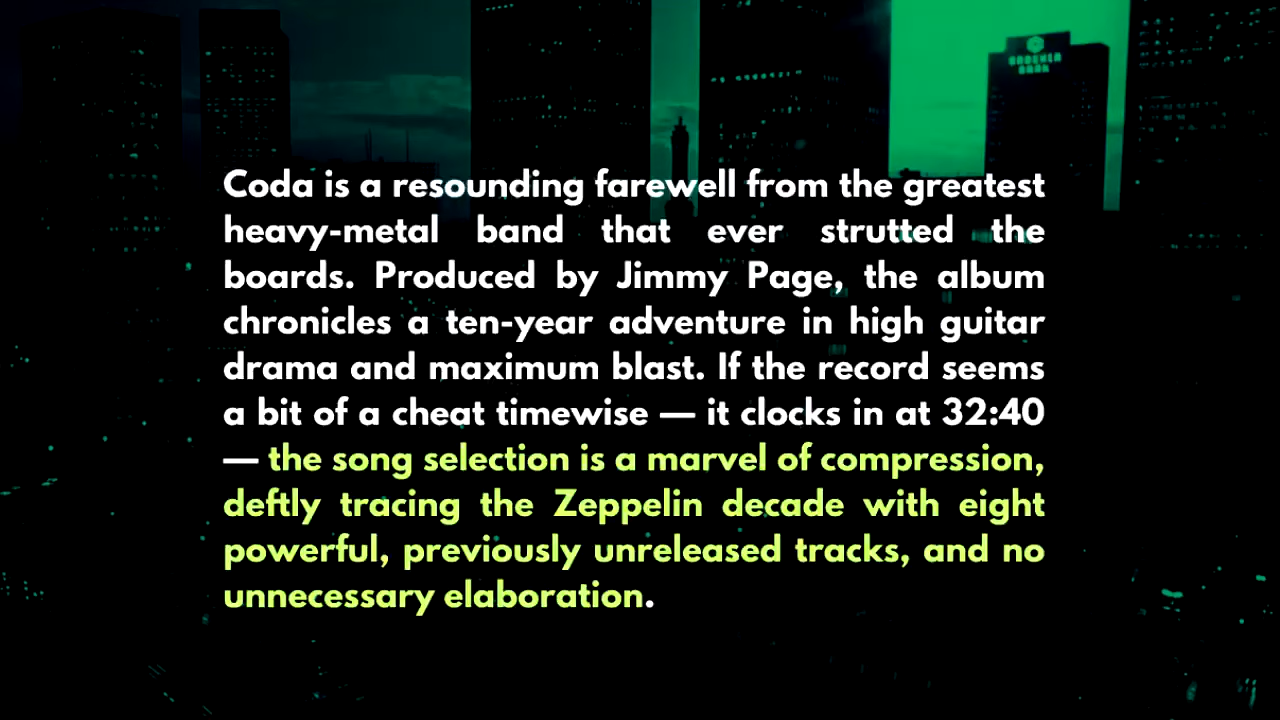 Coda is a resounding farewell from the greatest
heavy-metal band that ever strutted the
boards. Produced by Jimmy Page, the album
chronicles a ten-year adventure in high guitar
drama and maximum blast. If the record seems
a bit of a cheat timewise — it clocks in at 32:40
— the song selection is a marvel of compression,
deftly tracing the Zeppelin decade with eight
powerful, previously unreleased tracks, and no
unnecessary elaboration.